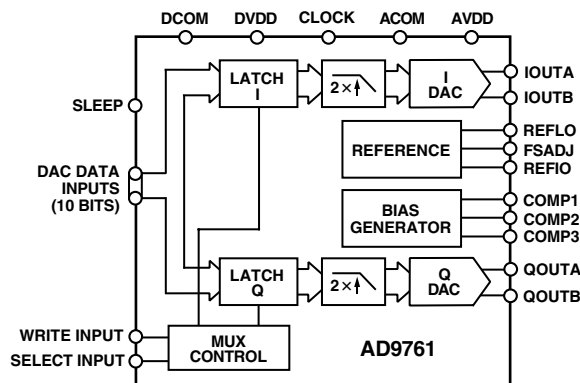 DCOM DVDD CLOCK ACOM AVDD
SLEEP
DAC DATA
INPUTS
(10 BITS)
WRITE INPUT
SELECT INPUT
LATCH
I
2×
I
DAC
REFERENCE
BIAS
GENERATOR
LATCH
Q
2×
Q
DAC
MUX
CONTROL
AD9761
IOUTA
IOUTB
REFLO
FSADJ
REFIO
COMP1
COMP2
COMP3
QOUTA
QOUTB